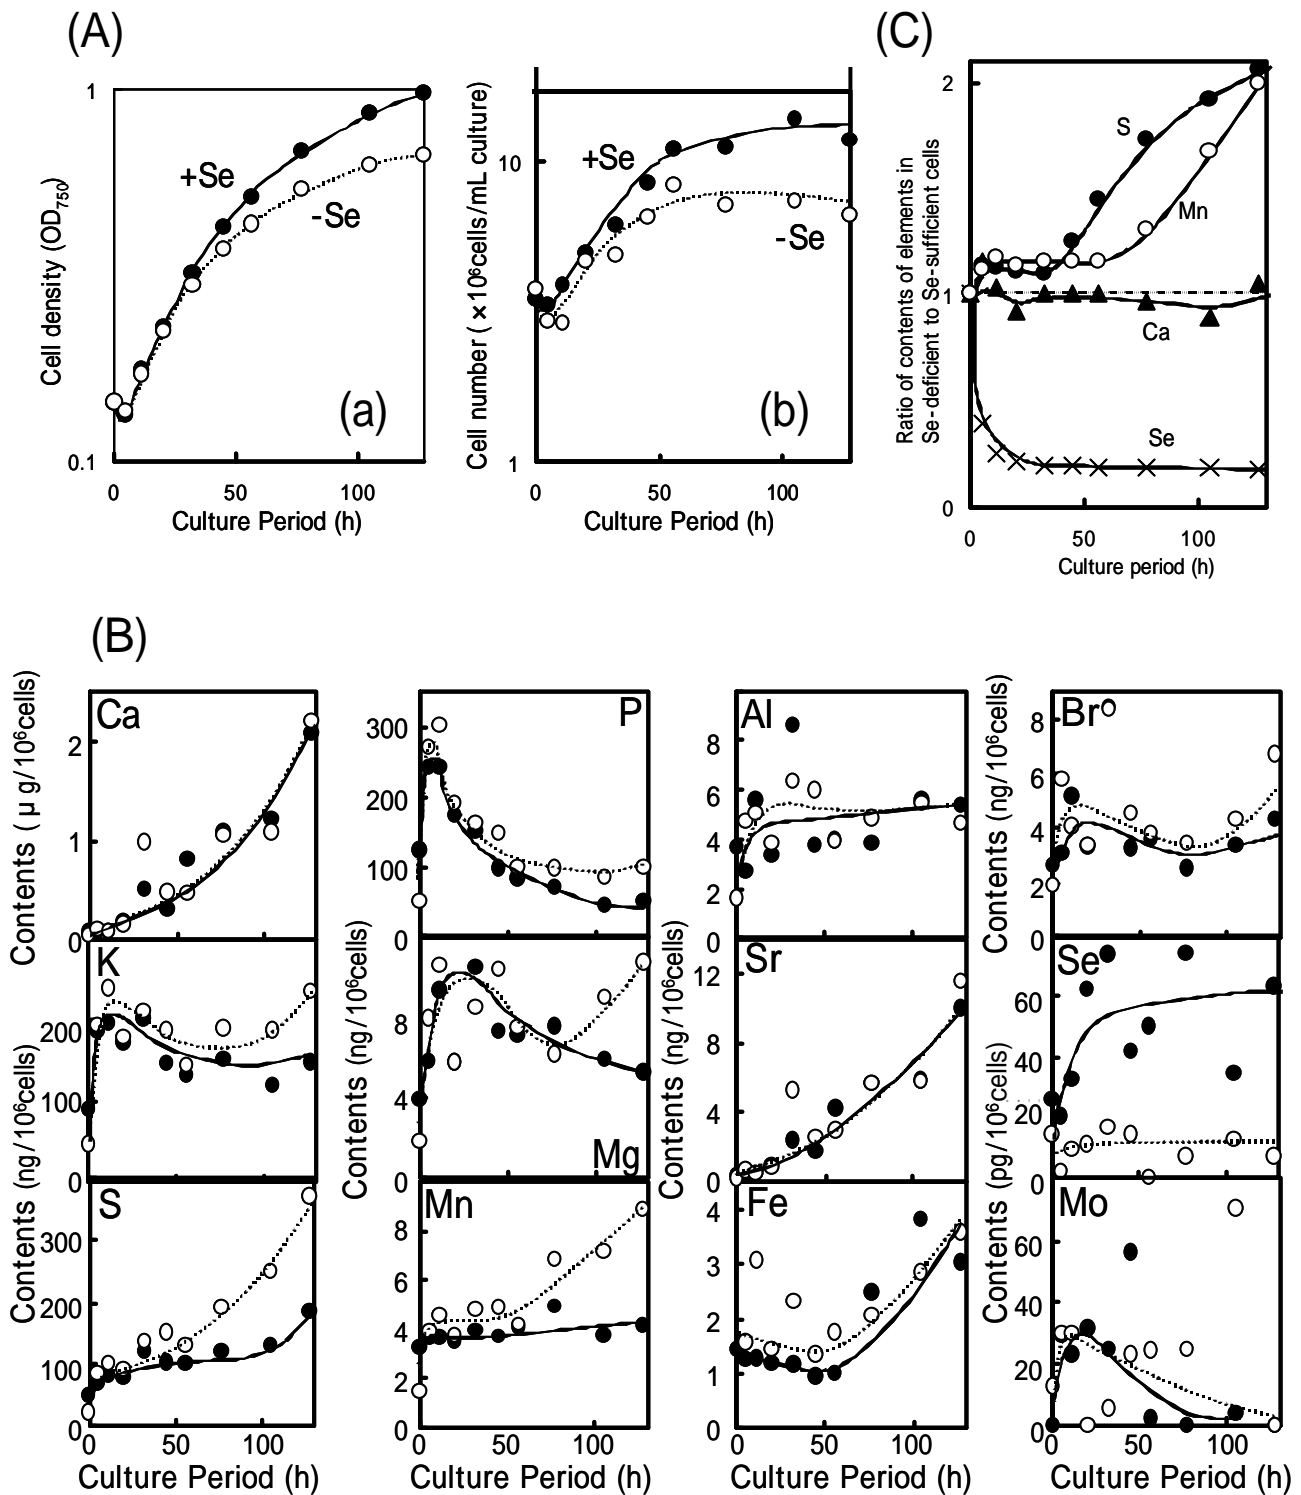 (A)
1
Cell density (OD750)
0.1
+Se
-Se
(a)
0 50 100
Culture Period (h)
Cell number ( ×10⁶cells/mL culture)
10
1
+Se
-Se
(b)
0 50 100
Culture Period (h)
(C)
Ratio of contents of elements in
Se-deficient to Se-sufficient cells
2
1
0
S
Mn
Ca
Se
0 50 100
Culture period (h)
(B)
Contents ( μ g/10⁶cells)
Ca
2
1
0
P
300
200
100
0
Al
8
6
4
2
0
Contents (ng/10⁶cells)
Br
8
6
4
2
0
Contents (ng/10⁶cells)
K
200
100
0
Contents (ng/10⁶cells)
Mg
8
4
0
Contents (ng/10⁶cells)
Sr
12
8
4
0
Contents (pg/10⁶cells)
Se
60
40
20
0
S
300
200
100
0
0 50 100
Culture Period (h)
Mn
8
6
4
2
0
0 50 100
Culture Period (h)
Fe
4
3
2
1
0
0 50 100
Culture Period (h)
Mo
60
40
20
0
0 50 100
Culture Period (h)